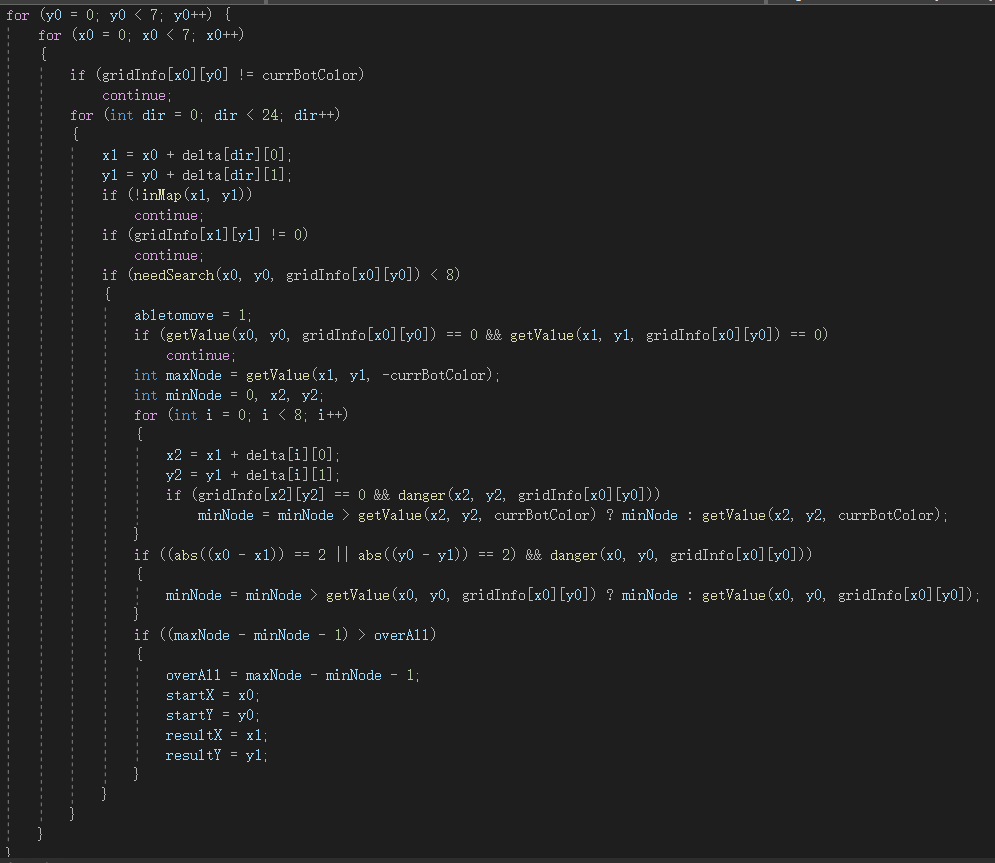 for (y0 = 0; y0 < 7; y0++) {
for (x0 = 0; x0 < 7; x0++)
{
if (gridInfo[x0][y0] != currBotColor)
continue;
for (int dir = 0; dir < 24; dir++)
{
x1 = x0 + delta[dir][0];
y1 = y0 + delta[dir][1];
if (!inMap(x1, y1))
continue;
if (gridInfo[x1][y1] != 0)
continue;
if (needSearch(x0, y0, gridInfo[x0][y0]) < 8)
{
abletomove = 1;
if (getValue(x0, y0, gridInfo[x0][y0]) == 0 && getValue(x1, y1, gridInfo[x0][y0]) == 0)
continue;
int maxNode = getValue(x1, y1, -currBotColor);
int minNode = 0, x2, y2;
for (int i = 0; i < 8; i++)
{
x2 = x1 + delta[i][0];
y2 = y1 + delta[i][1];
if (gridInfo[x2][y2] == 0 && danger(x2, y2, gridInfo[x0][y0]))
minNode = minNode > getValue(x2, y2, currBotColor) ? minNode : getValue(x2, y2, currBotColor);
}
if ((abs((x0 - x1)) == 2 || abs((y0 - y1)) == 2) && danger(x0, y0, gridInfo[x0][y0]))
{
minNode = minNode > getValue(x0, y0, gridInfo[x0][y0]) ? minNode : getValue(x0, y0, gridInfo[x0][y0]);
}
if ((maxNode - minNode - 1) > overAll)
{
overAll = maxNode - minNode - 1;
startX = x0;
startY = y0;
resultX = x1;
resultY = y1;
}
}
}
}
}